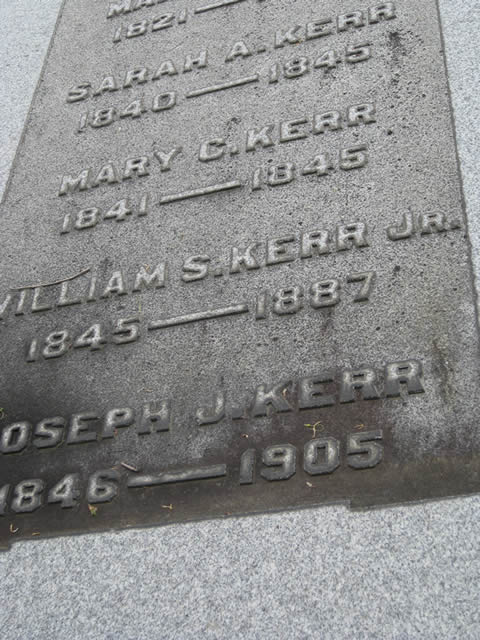 1821
SARAH A. KERR
1840 — 1845
MARY C. KERR
1841 — 1845
WILLIAM S. KERR JR.
1845 — 1887
JOSEPH J. KERR
1846 — 1905